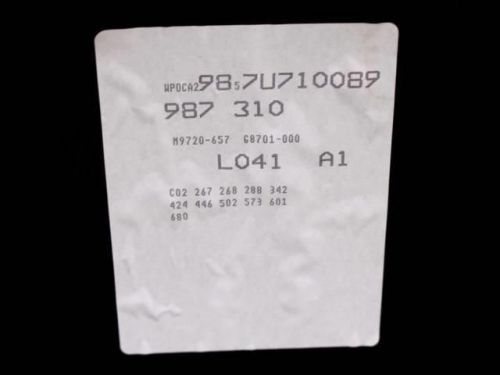 WP0CA29857U710089
987 310
M9720-657 G8701-000
L041 A1
C02 267 268 288 342
424 446 502 573 601
680